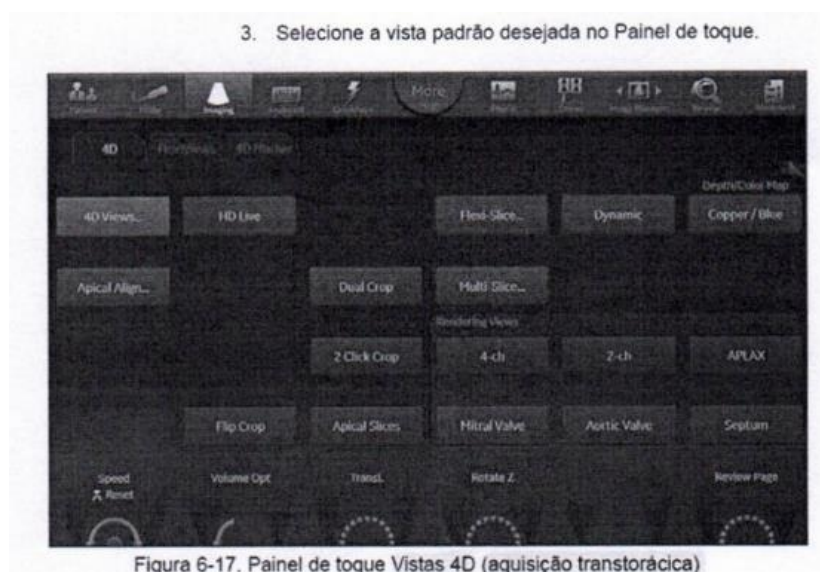 3. Selecione a vista padrão desejada no Painel de toque.
More
Imaging
4D
4D Marker
Depth/Color Map
4D Views...
HD Live
Flexi-Slice...
Dynamic
Copper / Blue
Apical Align...
Dual Crop
Multi Slice...
Rendering Views
2 Click Crop
4-ch
2-ch
APLAX
Flip Crop
Apical Slices
Mitral Valve
Aortic Valve
Septum
Speed
Reset
Volume Opt
Transl.
Rotate Z
Review Page
Figura 6-17. Painel de toque Vistas 4D (aquisição transtorácica)